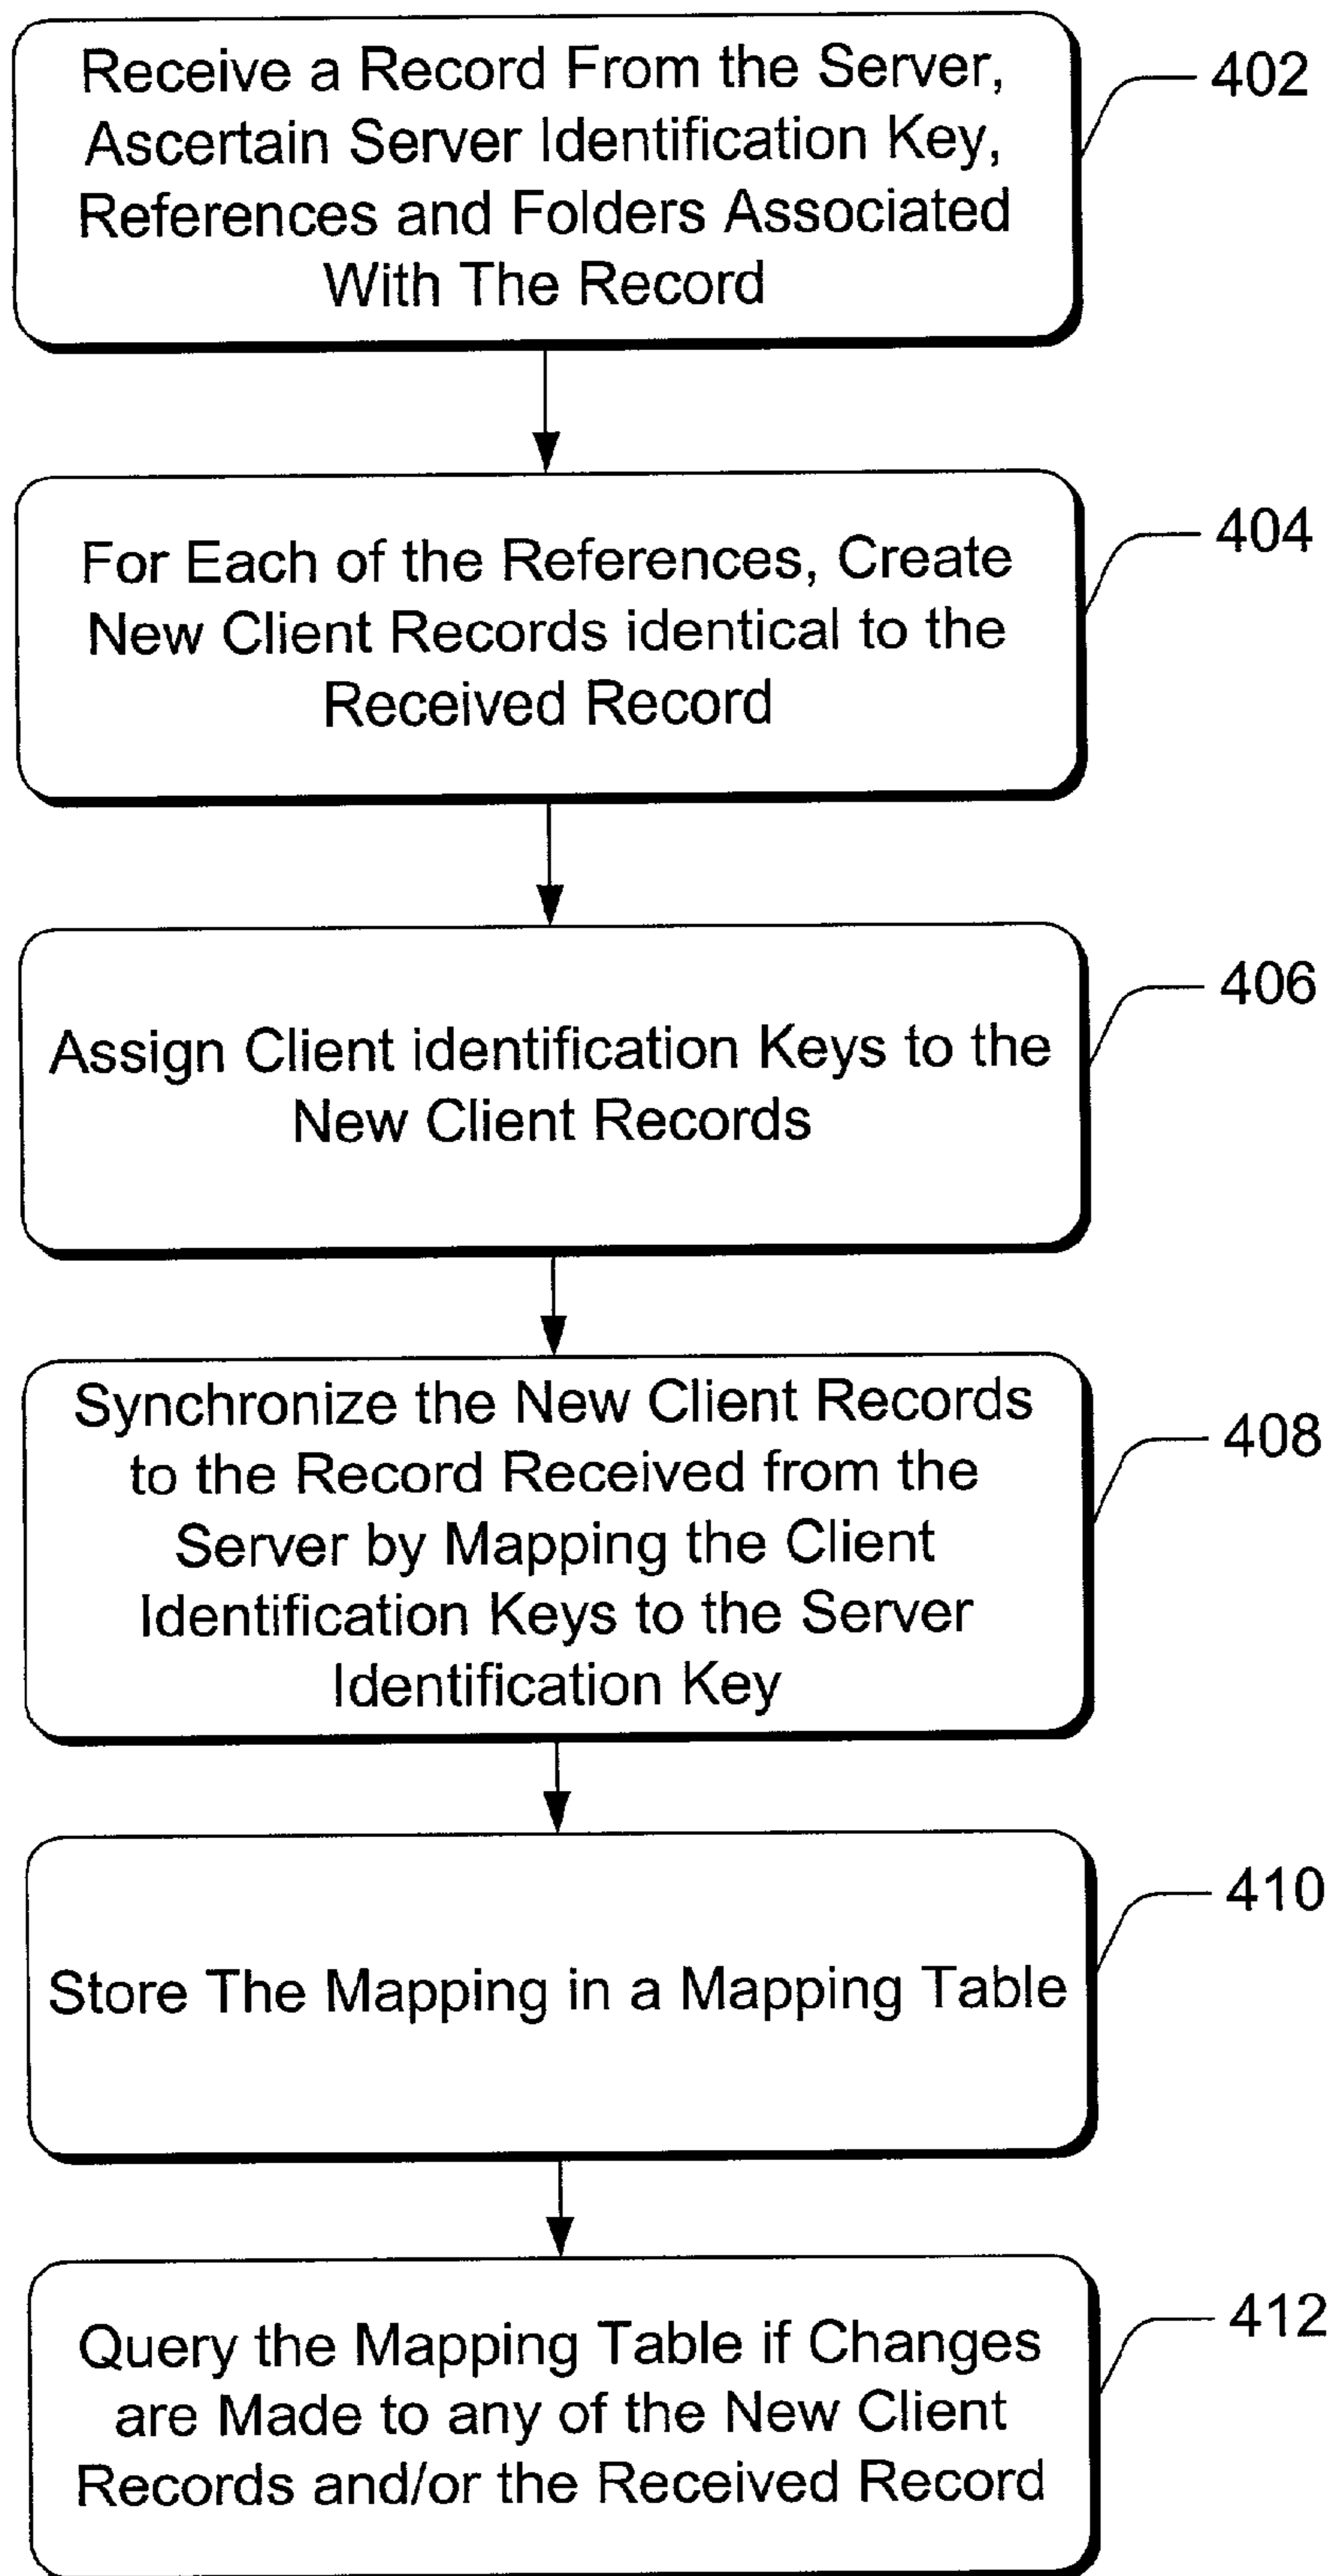 Receive a Record From the Server,
Ascertain Server Identification Key,
References and Folders Associated
With The Record
402
For Each of the References, Create
New Client Records identical to the
Received Record
404
Assign Client identification Keys to the
New Client Records
406
Synchronize the New Client Records
to the Record Received from the
Server by Mapping the Client
Identification Keys to the Server
Identification Key
408
Store The Mapping in a Mapping Table
410
Query the Mapping Table if Changes
are Made to any of the New Client
Records and/or the Received Record
412